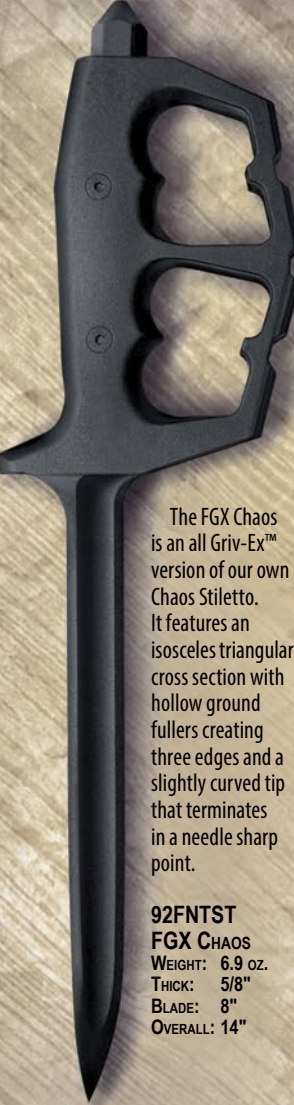 The FGX Chaos
is an all Griv-Ex™
version of our own
Chaos Stiletto.
It features an
isosceles triangular
cross section with
hollow ground
fullers creating
three edges and a
slightly curved tip
that terminates
in a needle sharp
point.
92FNTST
FGX CHAOS
WEIGHT: 6.9 OZ.
THICK: 5/8"
BLADE: 8"
OVERALL: 14"